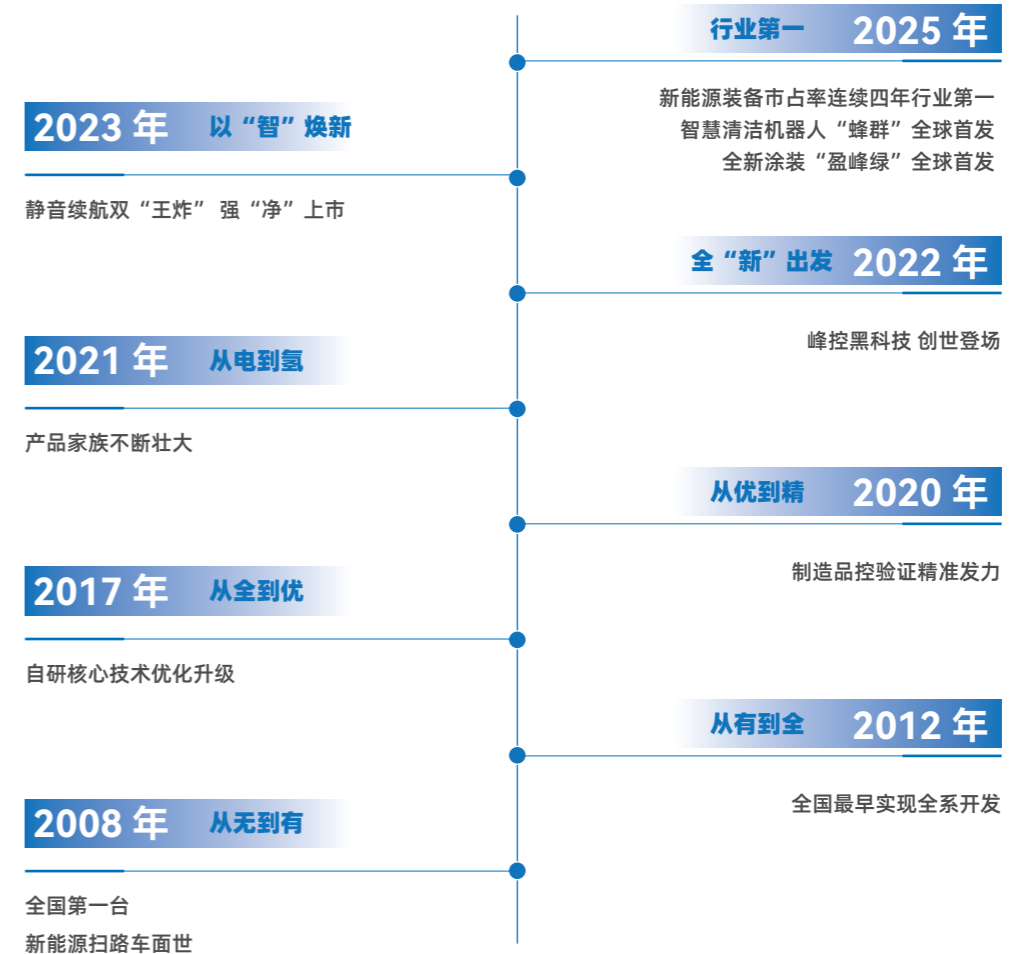 行业第一 2025 年
新能源装备市占率连续四年行业第一
智慧清洁机器人“蜂群”全球首发
全新涂装“盈峰绿”全球首发
2023 年 以“智”焕新
静音续航双“王炸” 强“净”上市
全“新”出发 2022 年
峰控黑科技 创世登场
2021 年 从电到氢
产品家族不断壮大
从优到精 2020 年
制造品控验证精准发力
2017 年 从全到优
自研核心技术优化升级
从有到全 2012 年
全国最早实现全系开发
2008 年 从无到有
全国第一台
新能源扫路车面世